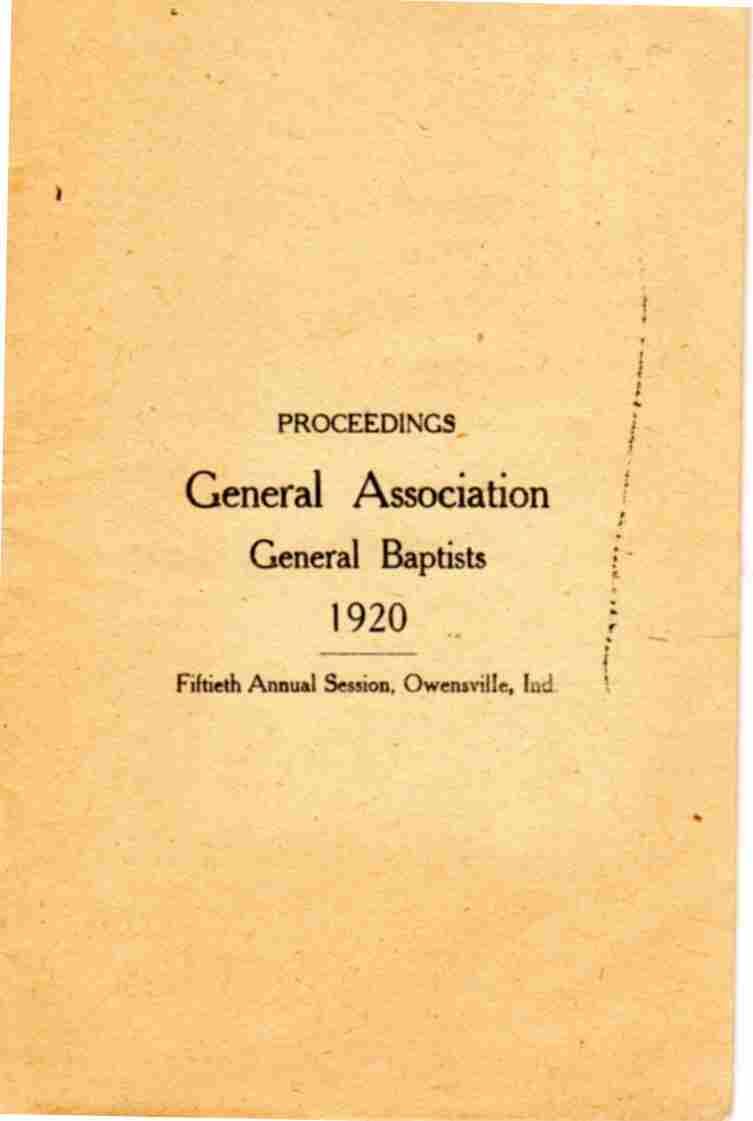 PROCEEDINGS
General Association
General Baptists
1920
Fiftieth Annual Session, Owensville, Ind.